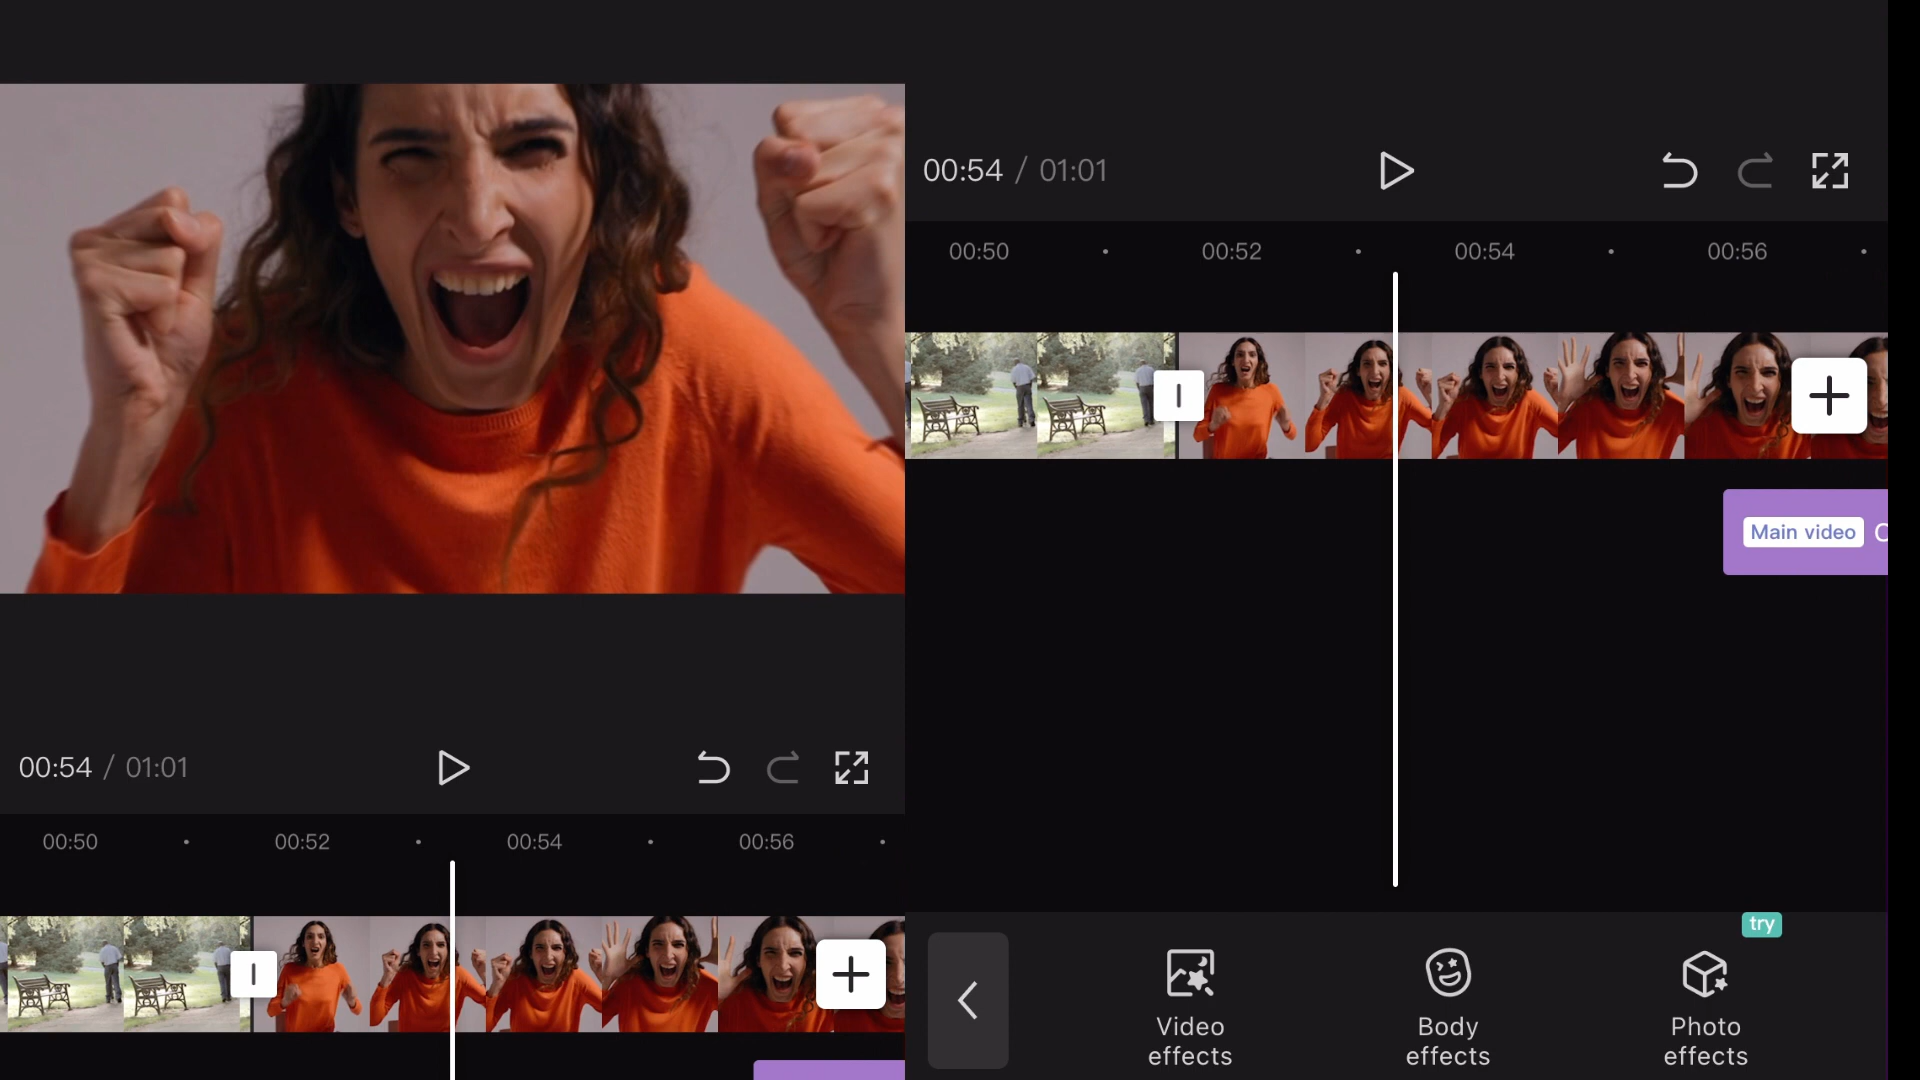 00:54 / 01:01
00:50 00:52 00:54 00:56
00:54 / 01:01
00:50 00:52 00:54 00:56
Main video
try
Video effects
Body effects
Photo effects